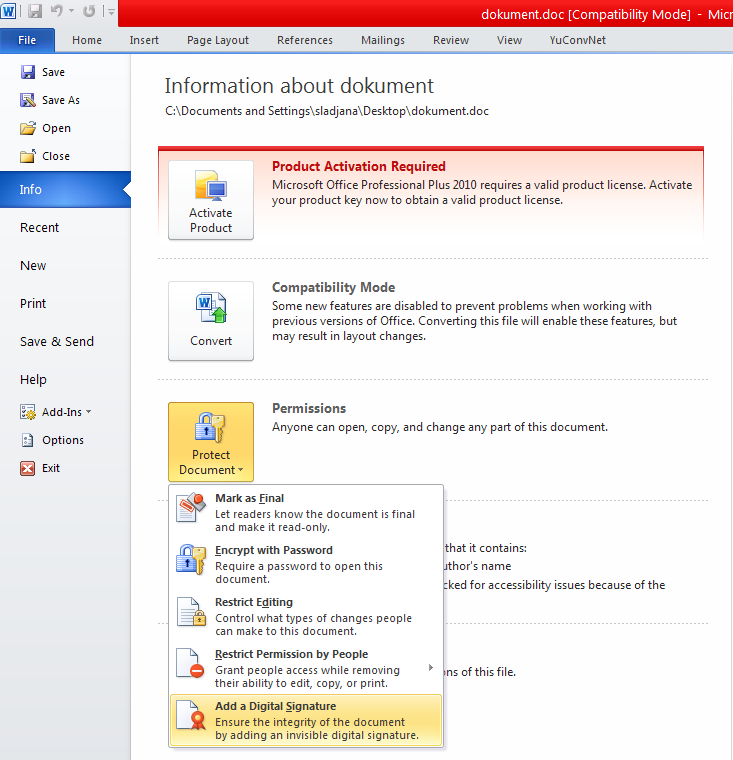 dokument.doc [Compatibility Mode] - Micr
File Home Insert Page Layout References Mailings Review View YuConvNet
Save
Save As
Open
Close
Info
Recent
New
Print
Save & Send
Help
Add-Ins
Options
Exit
Information about dokument
C:\Documents and Settings\sladjana\Desktop\dokument.doc
Activate
Product
Product Activation Required
Microsoft Office Professional Plus 2010 requires a valid product license. Activate
your product key now to obtain a valid product license.
Convert
Compatibility Mode
Some new features are disabled to prevent problems when working with
previous versions of Office. Converting this file will enable these features, but
may result in layout changes.
Protect
Document
Permissions
Anyone can open, copy, and change any part of this document.
Mark as Final
Let readers know the document is final
and make it read-only.
Encrypt with Password
Require a password to open this
document.
Restrict Editing
Control what types of changes people
can make to this document.
Restrict Permission by People
Grant people access while removing
their ability to edit, copy, or print.
Add a Digital Signature
Ensure the integrity of the document
by adding an invisible digital signature.
that it contains:
uthor's name
cked for accessibility issues because of the
ons of this file.